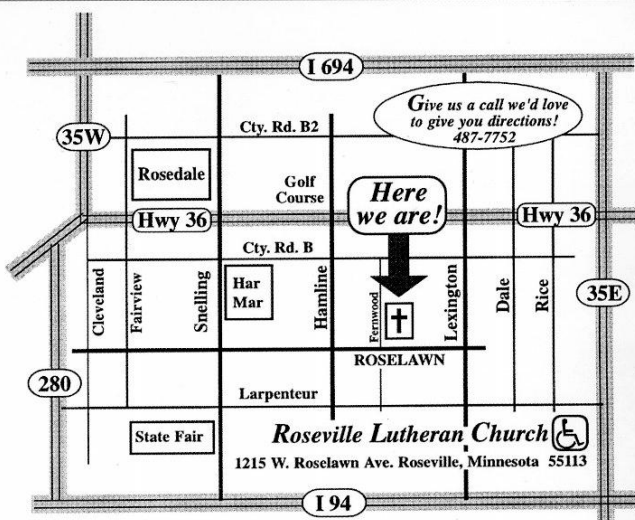 I 694
Give us a call we'd love
to give you directions!
487-7752
35W
Cty. Rd. B2
Rosedale
Golf
Course
Here
we are!
Hwy 36
Hwy 36
Cty. Rd. B
Cleveland
Fairview
Snelling
Har
Mar
Hamline
Fernwood
Lexington
Dale
Rice
35E
ROSELAWN
280
Larpenteur
State Fair
Roseville Lutheran Church
1215 W. Roselawn Ave. Roseville, Minnesota 55113
I 94